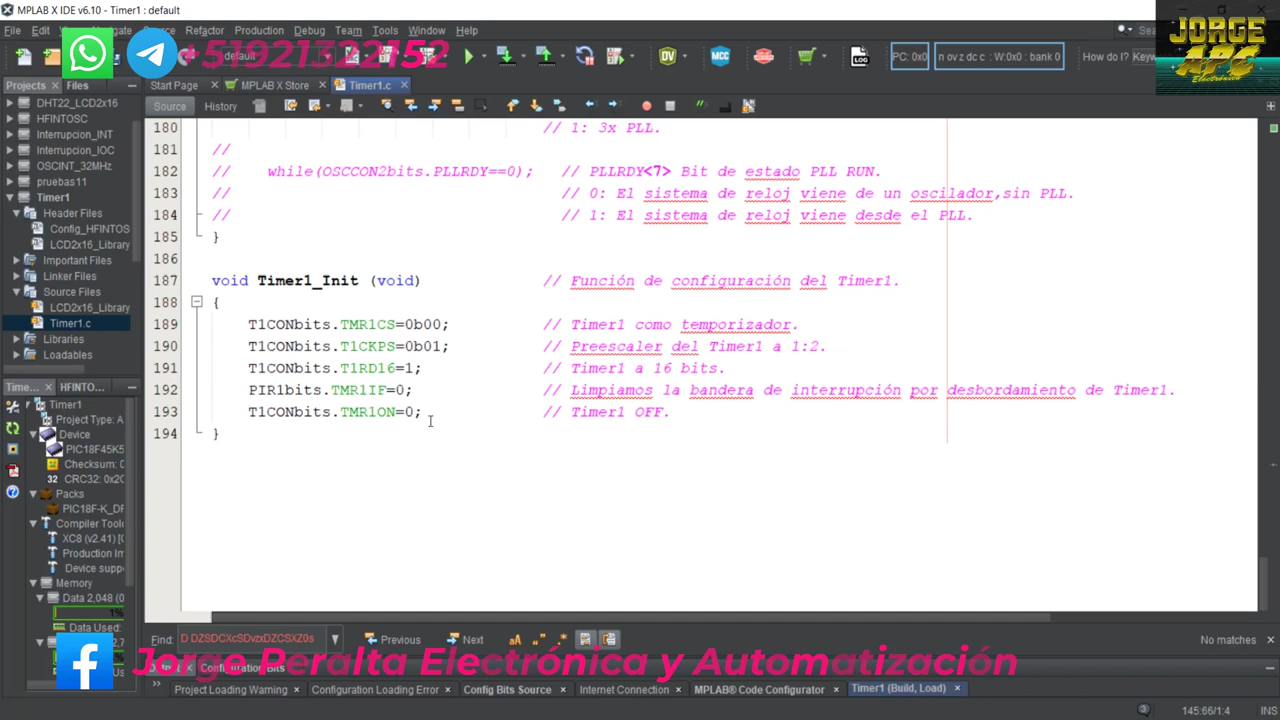 MPLAB X IDE v6.10 - Timer1 : default
File Edit Source Refactor Production Debug Team Tools Window Help
+51921322152
default
PC: 0x0
n ov z dc c : W:0x0 : bank 0
How do I?
JORGE
APC
Electrónica
Projects Files
Start Page
MPLAB X Store
Timer1.c
Source History
DHT22_LCD2x16
HFINTOSC
Interrupcion_INT
Interrupcion_IOC
OSCINT_32MHz
pruebas11
Timer1
Header Files
Config_HFINTOS
LCD2x16_Library
Important Files
Linker Files
Source Files
LCD2x16_Library
Timer1.c
Libraries
Loadables
180 // 1: 3x PLL.
181 //
182 // while(OSCCON2bits.PLLRDY==0); // PLLRDY<7> Bit de estado PLL RUN.
183 // // 0: El sistema de reloj viene de un oscilador,sin PLL.
184 // // 1: El sistema de reloj viene desde el PLL.
185 }
186
187 void Timer1_Init (void) // Función de configuración del Timer1.
188 {
189 T1CONbits.TMR1CS=0b00; // Timer1 como temporizador.
190 T1CONbits.T1CKPS=0b01; // Preescaler del Timer1 a 1:2.
191 T1CONbits.T1RD16=1; // Timer1 a 16 bits.
192 PIR1bits.TMR1IF=0; // Limpiamos la bandera de interrupción por desbordamiento de Timer1.
193 T1CONbits.TMR1ON=0; // Timer1 OFF.
194 }
Time... HFINTO...
Timer1
Project Type: A
Device
PIC18F45K5
Checksum: 0
CRC32: 0x2C
Packs
PIC18F-K_DF
Compiler Tool
XC8 (v2.41) [
Production Im
Device supp
Memory
Data 2,048 (0
1%
Data Used:
Find: D DZSDCXcSDvzxDZCSXZ0s
Previous Next
No matches
Jorge Peralta Electrónica y Automatización
Configuration Bits
Project Loading Warning
Configuration Loading Error
Config Bits Source
Internet Connection
MPLAB® Code Configurator
Timer1 (Build, Load)
145:66/1:4 INS